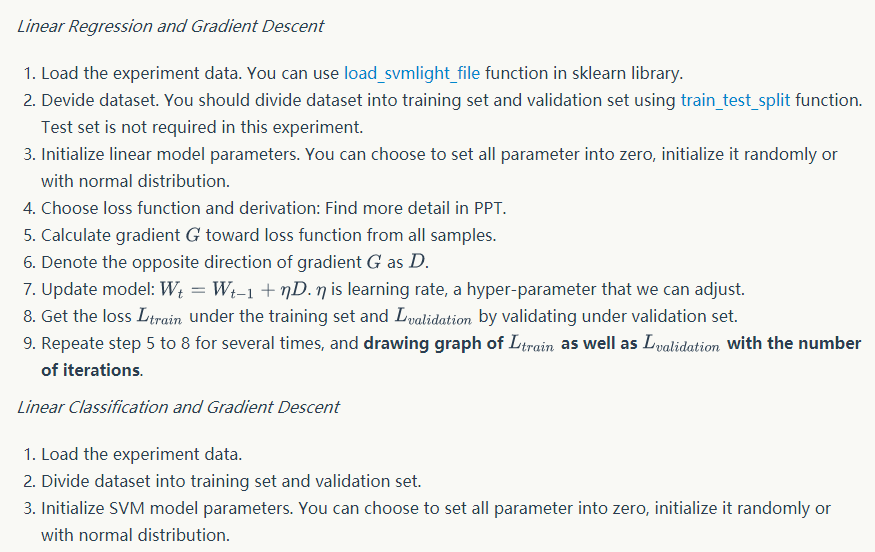 Linear Regression and Gradient Descent
1. Load the experiment data. You can use load_svmlight_file function in sklearn library.
2. Devide dataset. You should divide dataset into training set and validation set using train_test_split function.
Test set is not required in this experiment.
3. Initialize linear model parameters. You can choose to set all parameter into zero, initialize it randomly or
with normal distribution.
4. Choose loss function and derivation: Find more detail in PPT.
5. Calculate gradient G toward loss function from all samples.
6. Denote the opposite direction of gradient G as D.
7. Update model: W_t = W_{t−1} + ηD. η is learning rate, a hyper-parameter that we can adjust.
8. Get the loss L_{train} under the training set and L_{validation} by validating under validation set.
9. Repeat step 5 to 8 for several times, and drawing graph of L_{train} as well as L_{validation} with the number
of iterations.
Linear Classification and Gradient Descent
1. Load the experiment data.
2. Divide dataset into training set and validation set.
3. Initialize SVM model parameters. You can choose to set all parameter into zero, initialize it randomly or
with normal distribution.